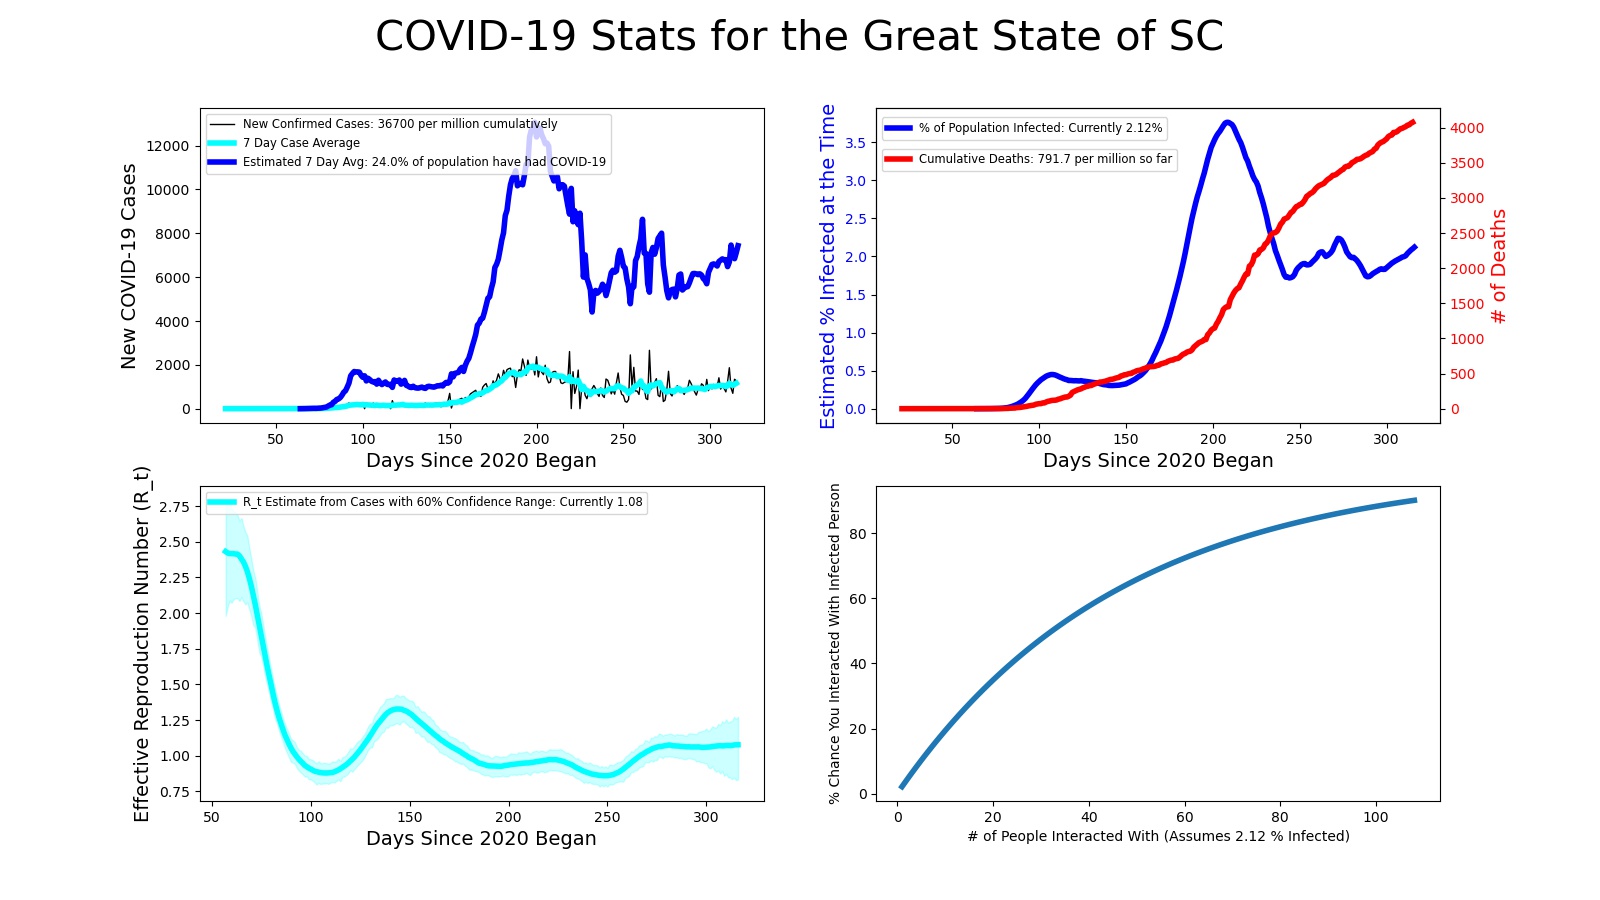 COVID-19 Stats for the Great State of SC
New Confirmed Cases: 36700 per million cumulatively
7 Day Case Average
Estimated 7 Day Avg: 24.0% of population have had COVID-19
New COVID-19 Cases
12000
10000
8000
6000
4000
2000
0
50 100 150 200 250 300
Days Since 2020 Began
% of Population Infected: Currently 2.12%
Cumulative Deaths: 791.7 per million so far
Estimated % Infected at the Time
3.5
3.0
2.5
2.0
1.5
1.0
0.5
0.0
4000
3500
3000
2500
2000
1500
1000
500
0
# of Deaths
50 100 150 200 250 300
Days Since 2020 Began
R_t Estimate from Cases with 60% Confidence Range: Currently 1.08
Effective Reproduction Number (R_t)
2.75
2.50
2.25
2.00
1.75
1.50
1.25
1.00
0.75
50 100 150 200 250 300
Days Since 2020 Began
% Chance You Interacted With Infected Person
80
60
40
20
0
0 20 40 60 80 100
# of People Interacted With (Assumes 2.12 % Infected)